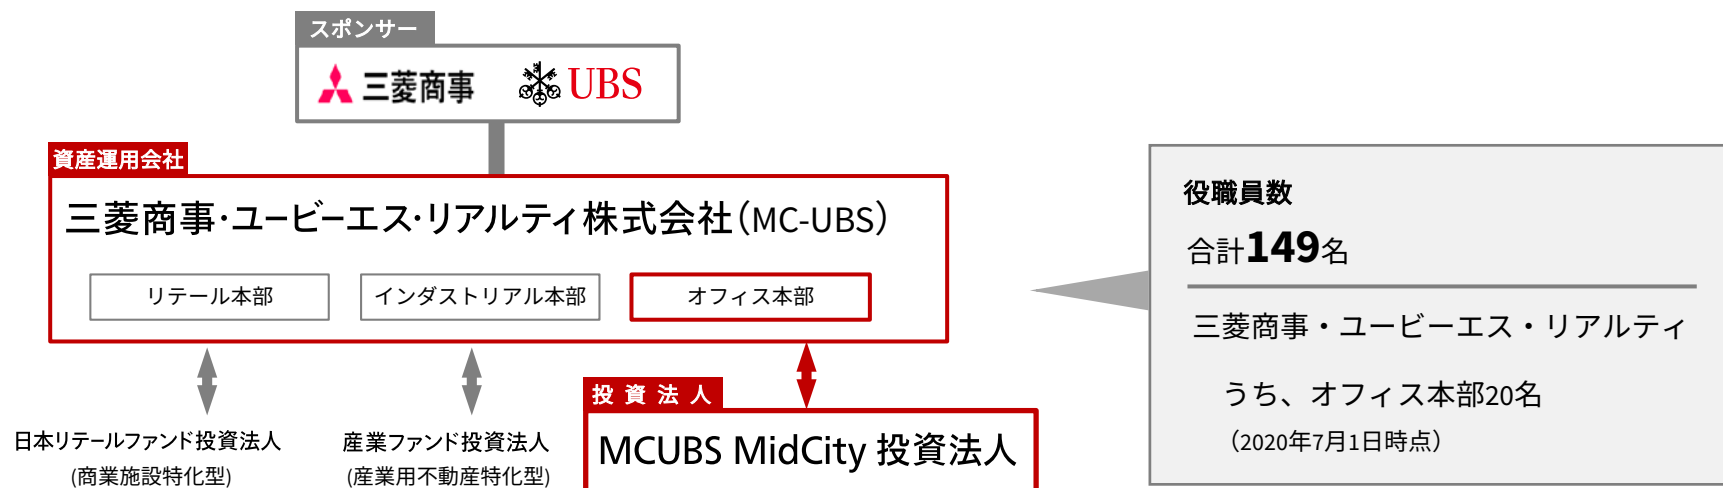 スポンサー
三菱商事 UBS
資産運用会社
三菱商事・ユービーエス・リアルティ株式会社(MC-UBS)
リテール本部 インダストリアル本部 オフィス本部
投資法人
日本リテールファンド投資法人
(商業施設特化型)
産業ファンド投資法人
(産業用不動産特化型)
MCUBS MidCity 投資法人
役職員数
合計149名
三菱商事・ユービーエス・リアルティ
うち、オフィス本部20名
（2020年7月1日時点）